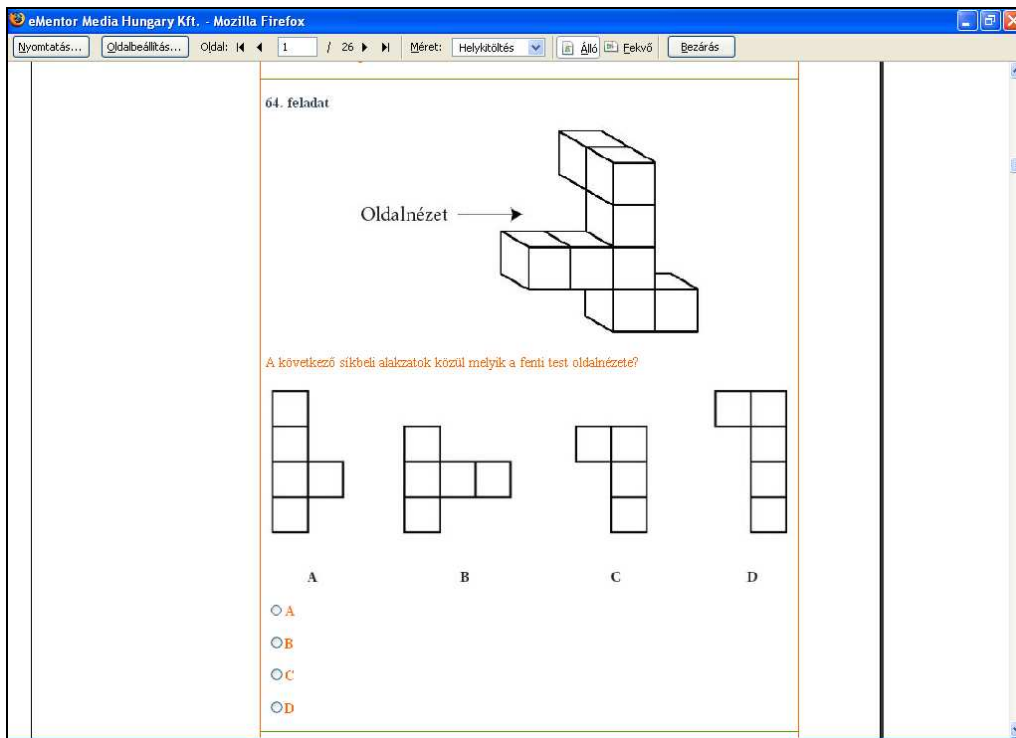 eMentor Media Hungary Kft. - Mozilla Firefox
Nyomtatás... Oldalbeállítás... Oldal: 1 / 26 Méret: Helykitöltés Álló Fekvő Bezárás
64. feladat
Oldalnézet
A következő síkbeli alakzatok közül melyik a fenti test oldalnézete?
A B C D
A
B
C
D